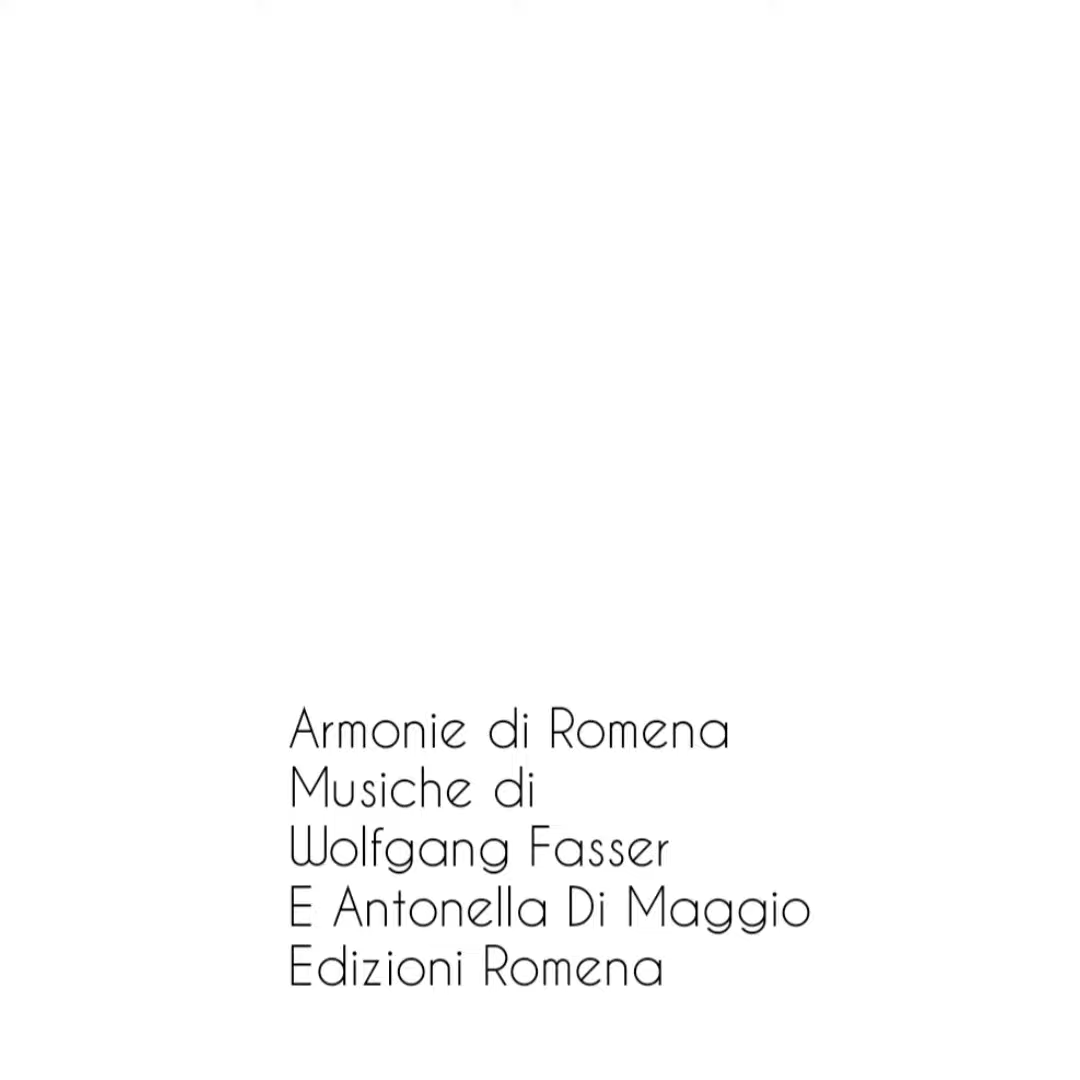 Armonie di Romena
Musiche di
Wolfgang Fasser
E Antonella Di Maggio
Edizioni Romena